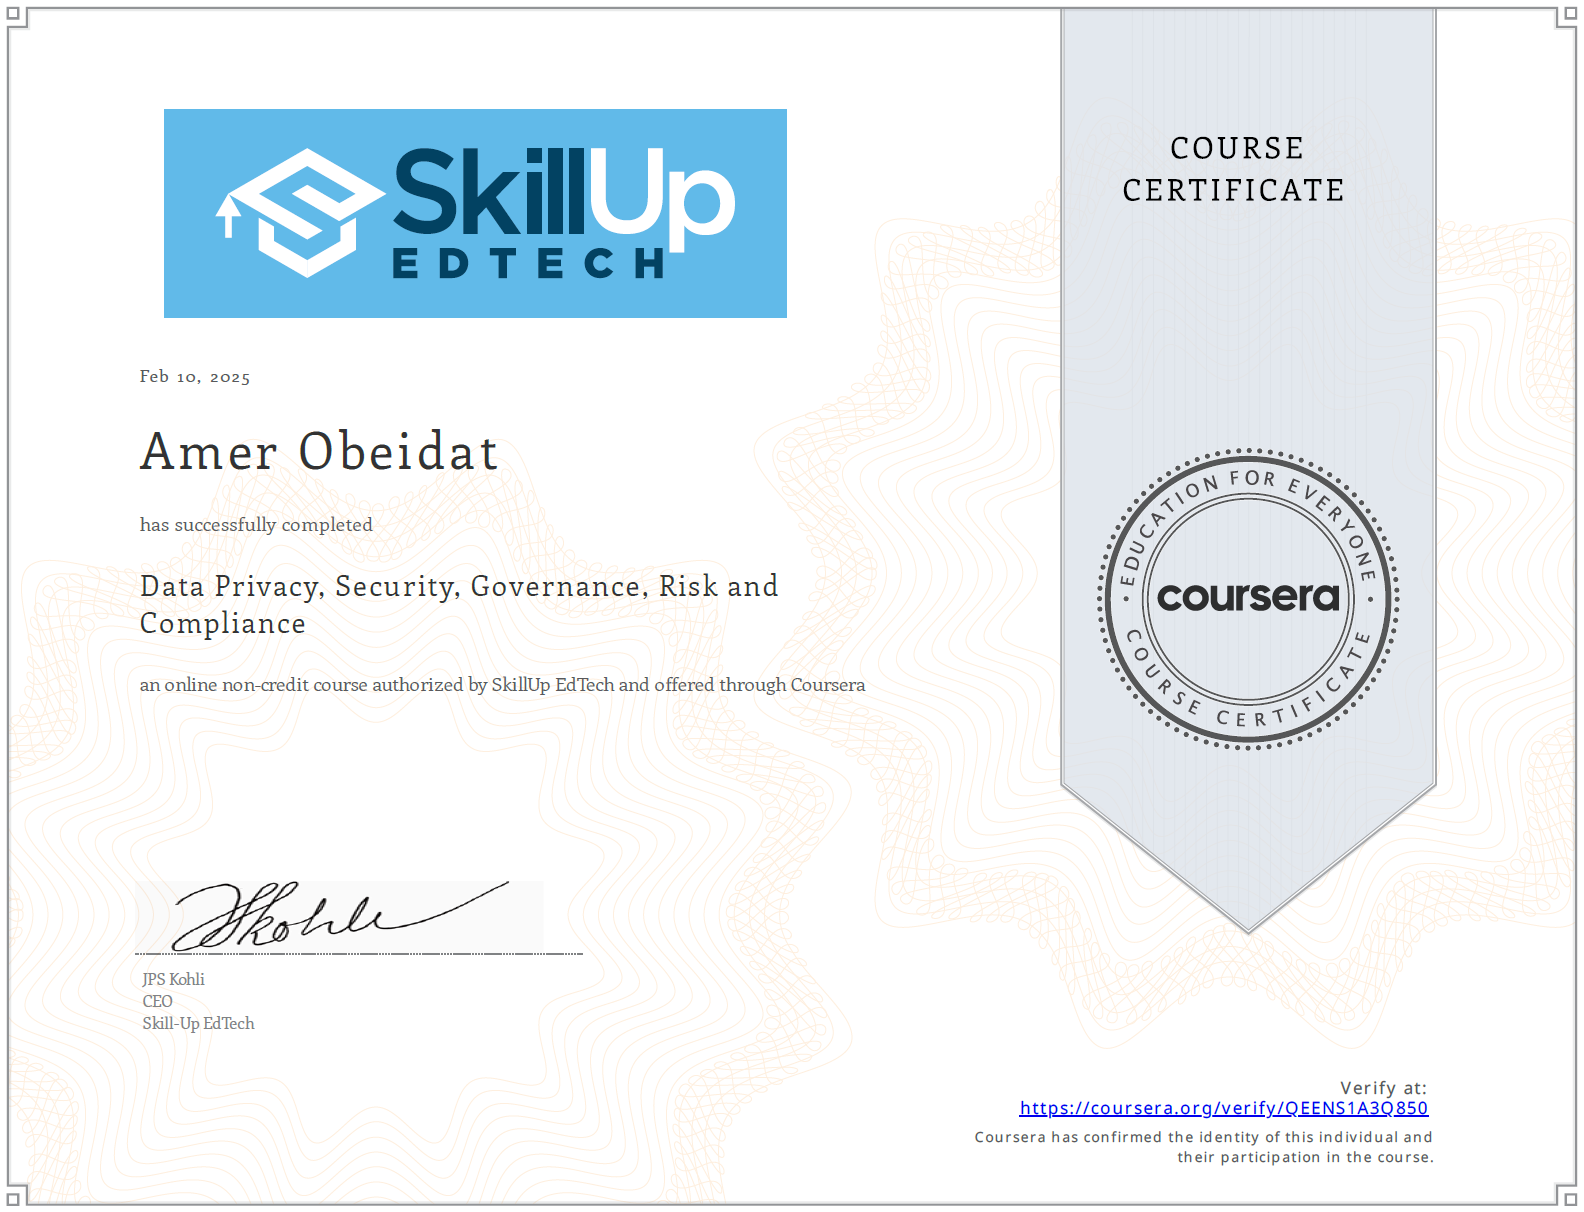 SkillUp
EDTECH
COURSE
CERTIFICATE
Feb 10, 2025
Amer Obeidat
has successfully completed
Data Privacy, Security, Governance, Risk and
Compliance
an online non-credit course authorized by SkillUp EdTech and offered through Coursera
EDUCATION FOR EVERYONE
coursera
COURSE CERTIFICATE
JPS Kohli
CEO
Skill-Up EdTech
Verify at:
https://coursera.org/verify/QEENS1A3Q850
Coursera has confirmed the identity of this individual and
their participation in the course.